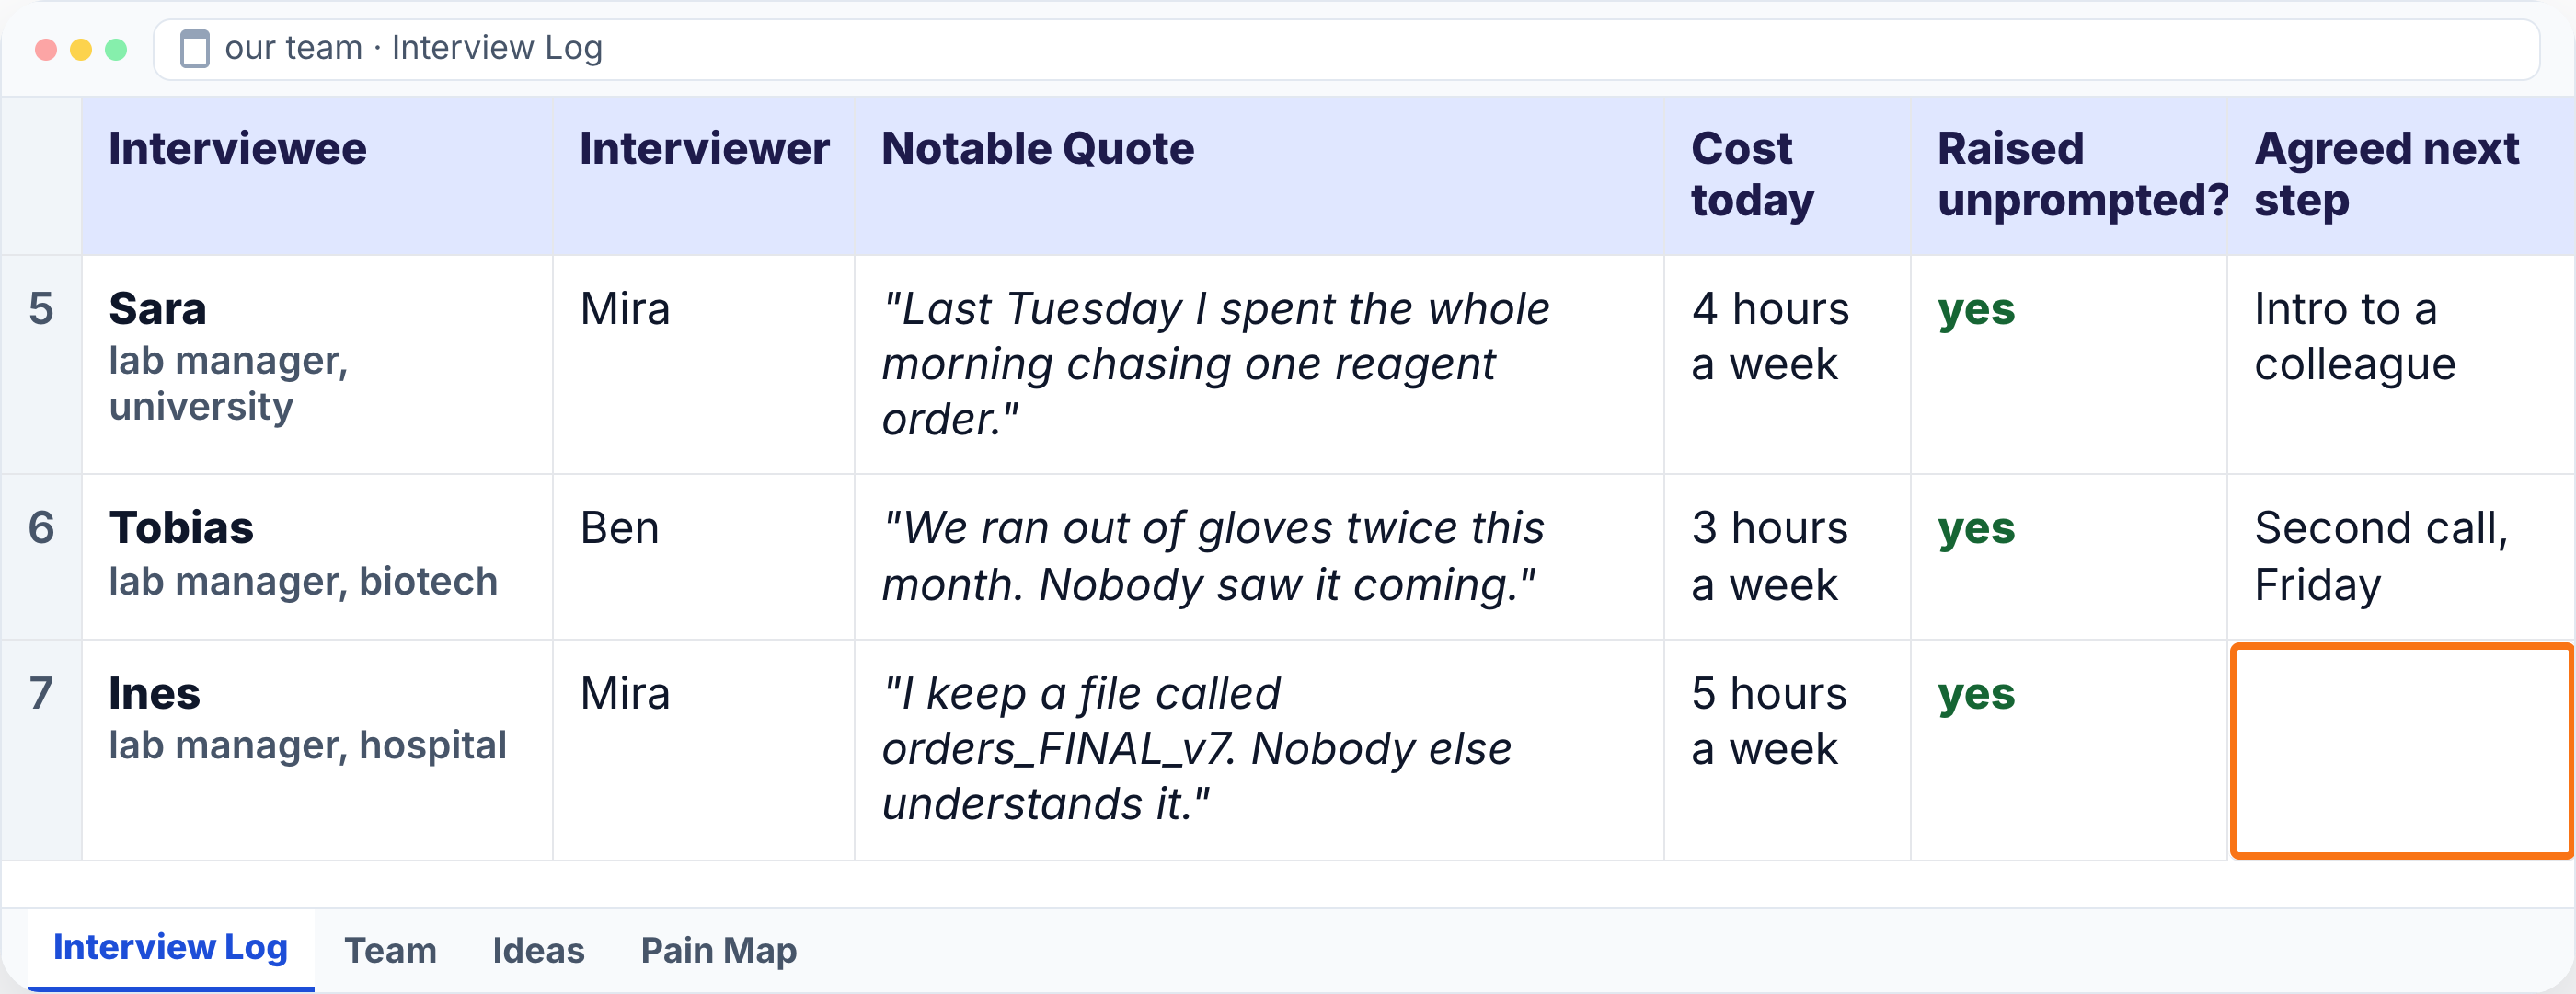 our team · Interview Log
Interviewee
Interviewer
Notable Quote
Cost
today
Raised
unprompted?
Agreed next
step
5
Sara
lab manager,
university
Mira
"Last Tuesday I spent the whole
morning chasing one reagent
order."
4 hours
a week
yes
Intro to a
colleague
6
Tobias
lab manager, biotech
Ben
"We ran out of gloves twice this
month. Nobody saw it coming."
3 hours
a week
yes
Second call,
Friday
7
Ines
lab manager, hospital
Mira
"I keep a file called
orders_FINAL_v7. Nobody else
understands it."
5 hours
a week
yes
Interview Log
Team
Ideas
Pain Map